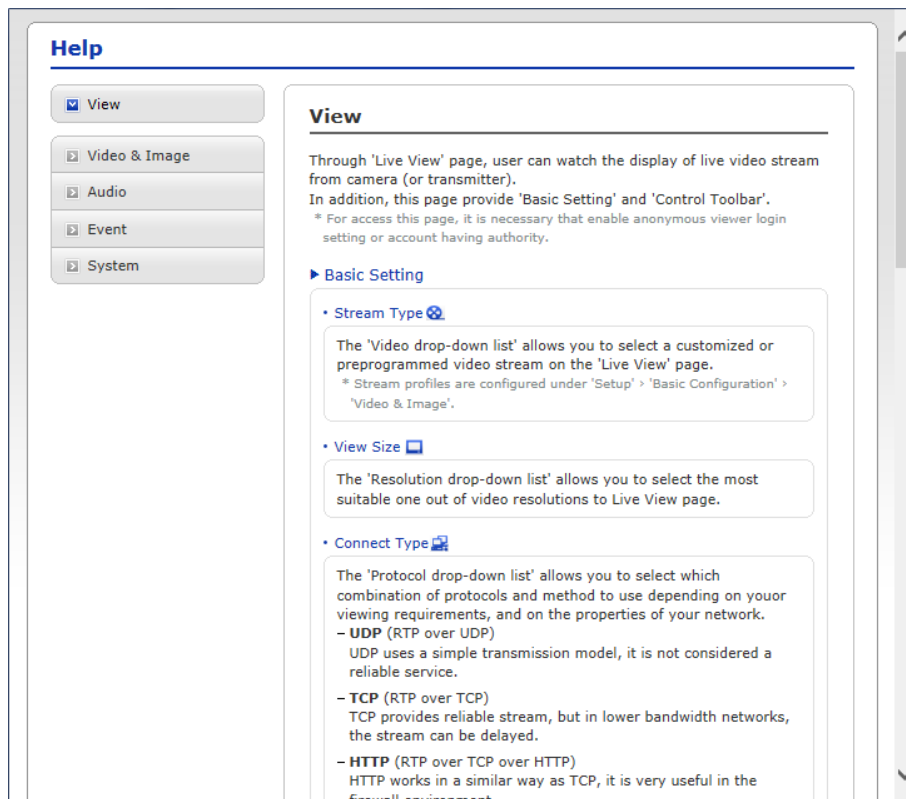 Help
View
Video & Image
Audio
Event
System
View
Through 'Live View' page, user can watch the display of live video stream
from camera (or transmitter).
In addition, this page provide 'Basic Setting' and 'Control Toolbar'.
* For access this page, it is necessary that enable anonymous viewer login
setting or account having authority.
Basic Setting
• Stream Type
The 'Video drop-down list' allows you to select a customized or
preprogrammed video stream on the 'Live View' page.
* Stream profiles are configured under 'Setup' > 'Basic Configuration' >
'Video & Image'.
• View Size
The 'Resolution drop-down list' allows you to select the most
suitable one out of video resolutions to Live View page.
• Connect Type
The 'Protocol drop-down list' allows you to select which
combination of protocols and method to use depending on youor
viewing requirements, and on the properties of your network.
– UDP (RTP over UDP)
UDP uses a simple transmission model, it is not considered a
reliable service.
– TCP (RTP over TCP)
TCP provides reliable stream, but in lower bandwidth networks,
the stream can be delayed.
– HTTP (RTP over TCP over HTTP)
HTTP works in a similar way as TCP, it is very useful in the
firewall environment.